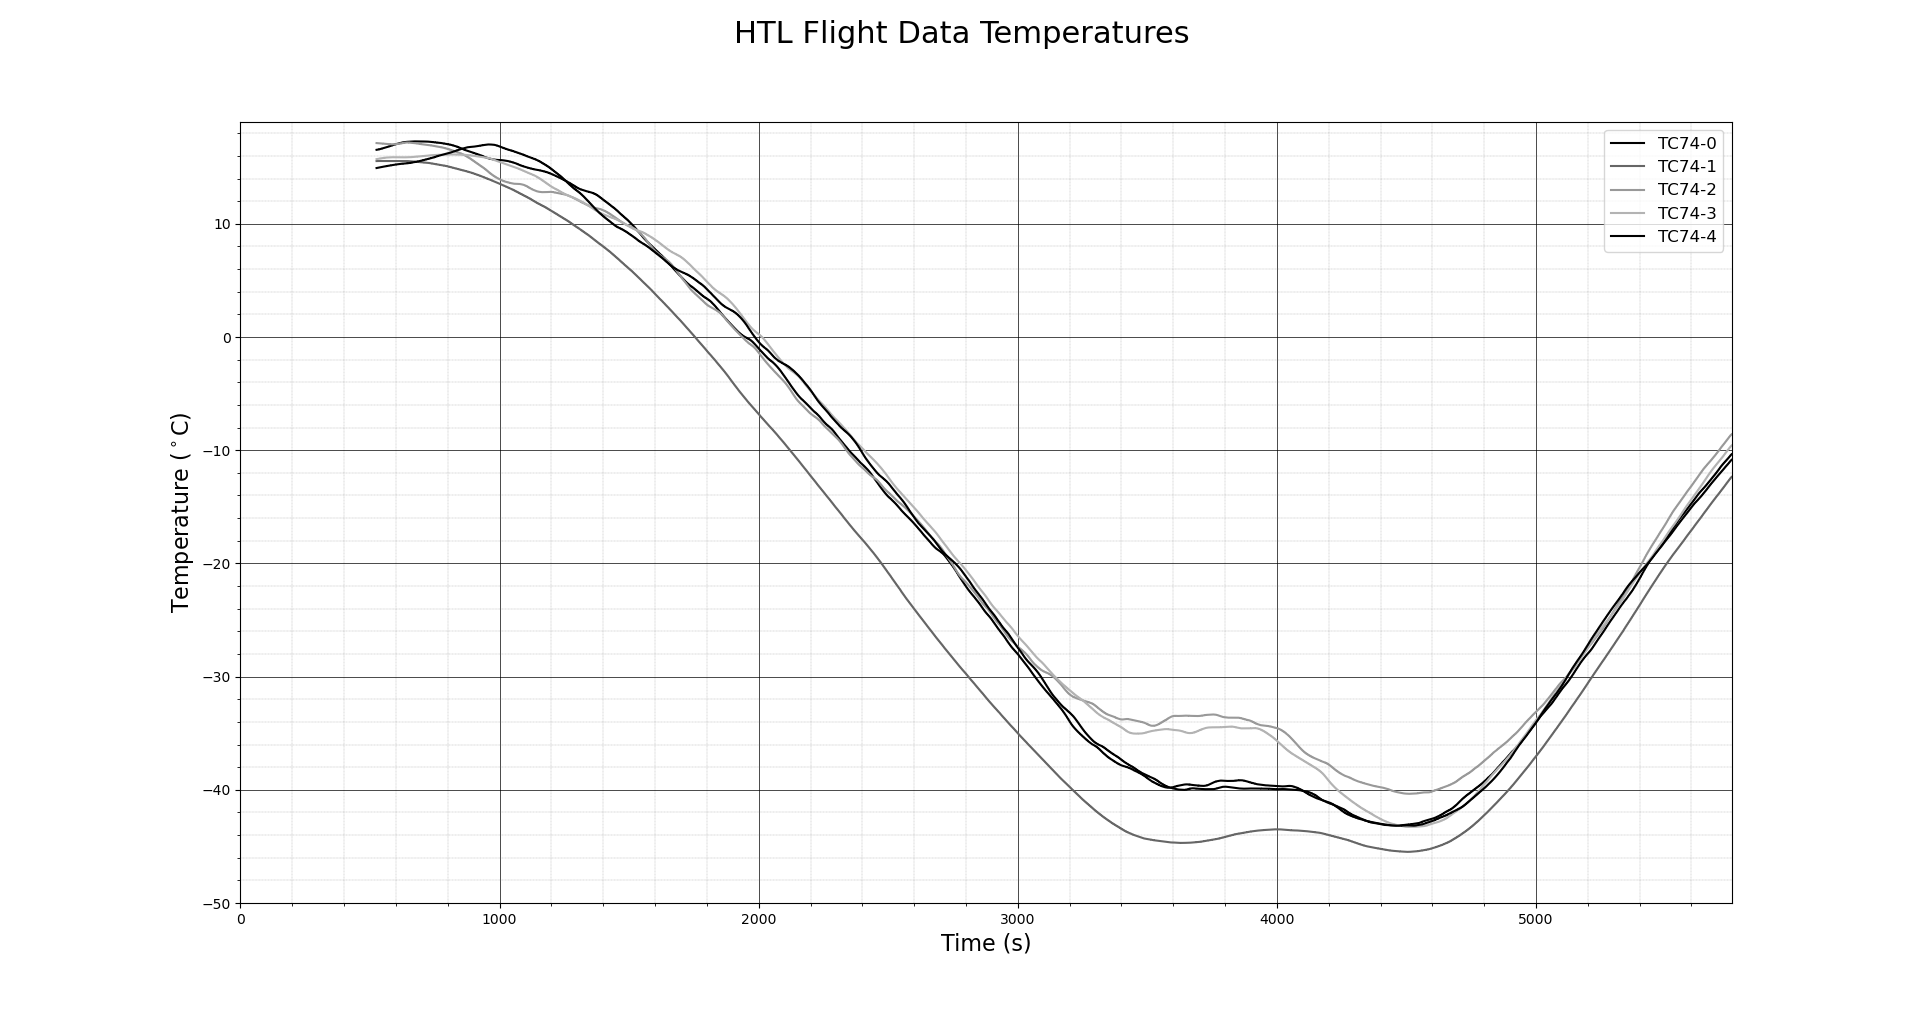 HTL Flight Data Temperatures
TC74-0
TC74-1
TC74-2
TC74-3
TC74-4
Temperature (°C)
10
0
−10
−20
−30
−40
−50
0 1000 2000 3000 4000 5000
Time (s)